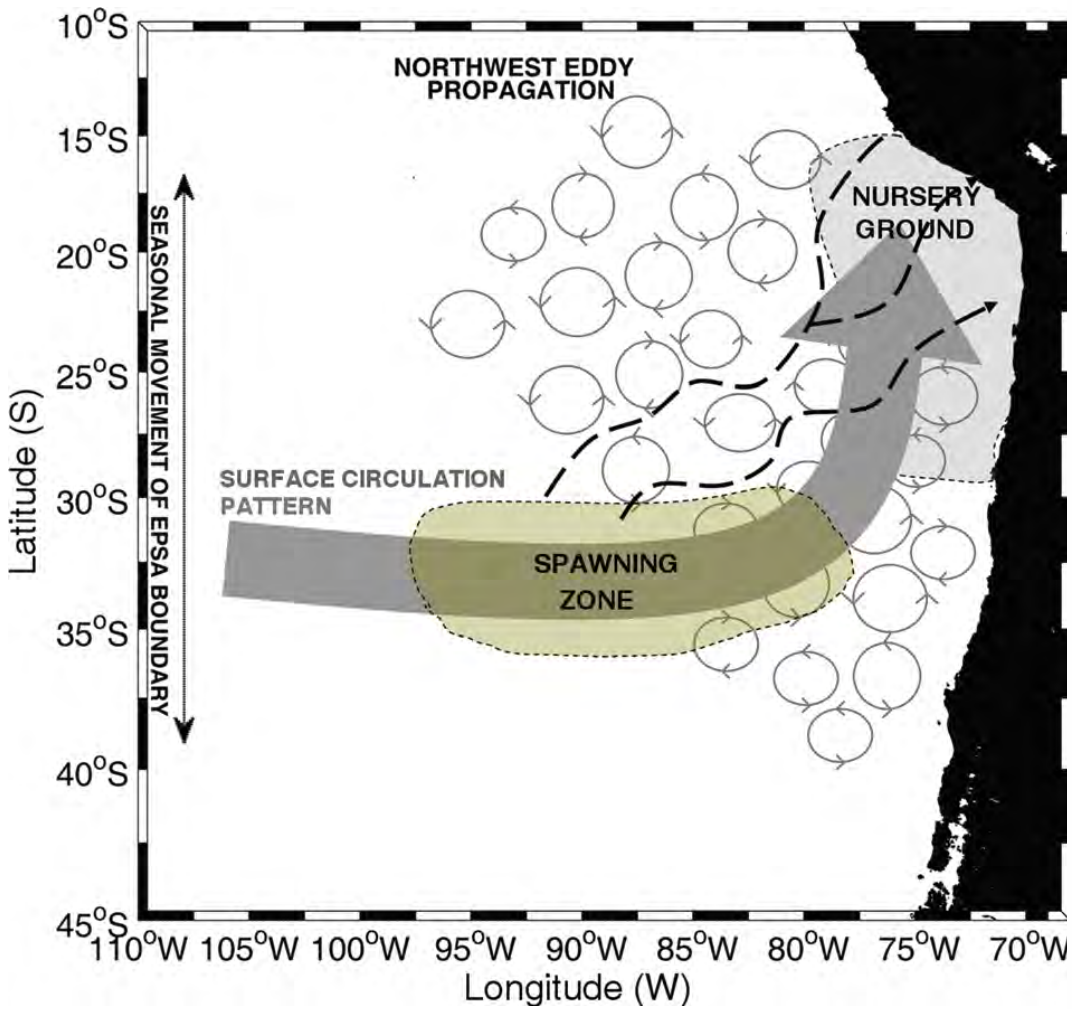 10°S
15°S
20°S
25°S
30°S
35°S
40°S
45°S
Latitude (S)
SEASONAL MOVEMENT OF EPSA BOUNDARY
NORTHWEST EDDY
PROPAGATION
NURSERY
GROUND
SURFACE CIRCULATION
PATTERN
SPAWNING
ZONE
110°W 105°W 100°W 95°W 90°W 85°W 80°W 75°W 70°W
Longitude (W)